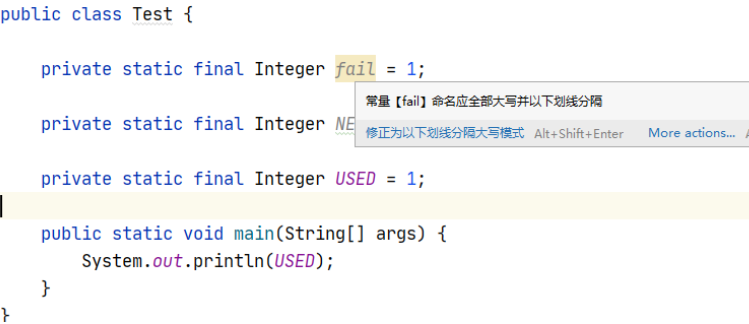 public class Test {
private static final Integer fail = 1;
常量【fail】命名应全部大写并以下划线分隔
private static final Integer NE
修正为以下划线分隔大写模式 Alt+Shift+Enter More actions... A
private static final Integer USED = 1;
public static void main(String[] args) {
System.out.println(USED);
}
}